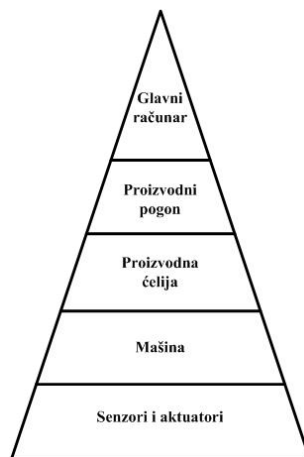 Glavni
računar
Proizvodni
pogon
Proizvodna
ćelija
Mašina
Senzori i aktuatori